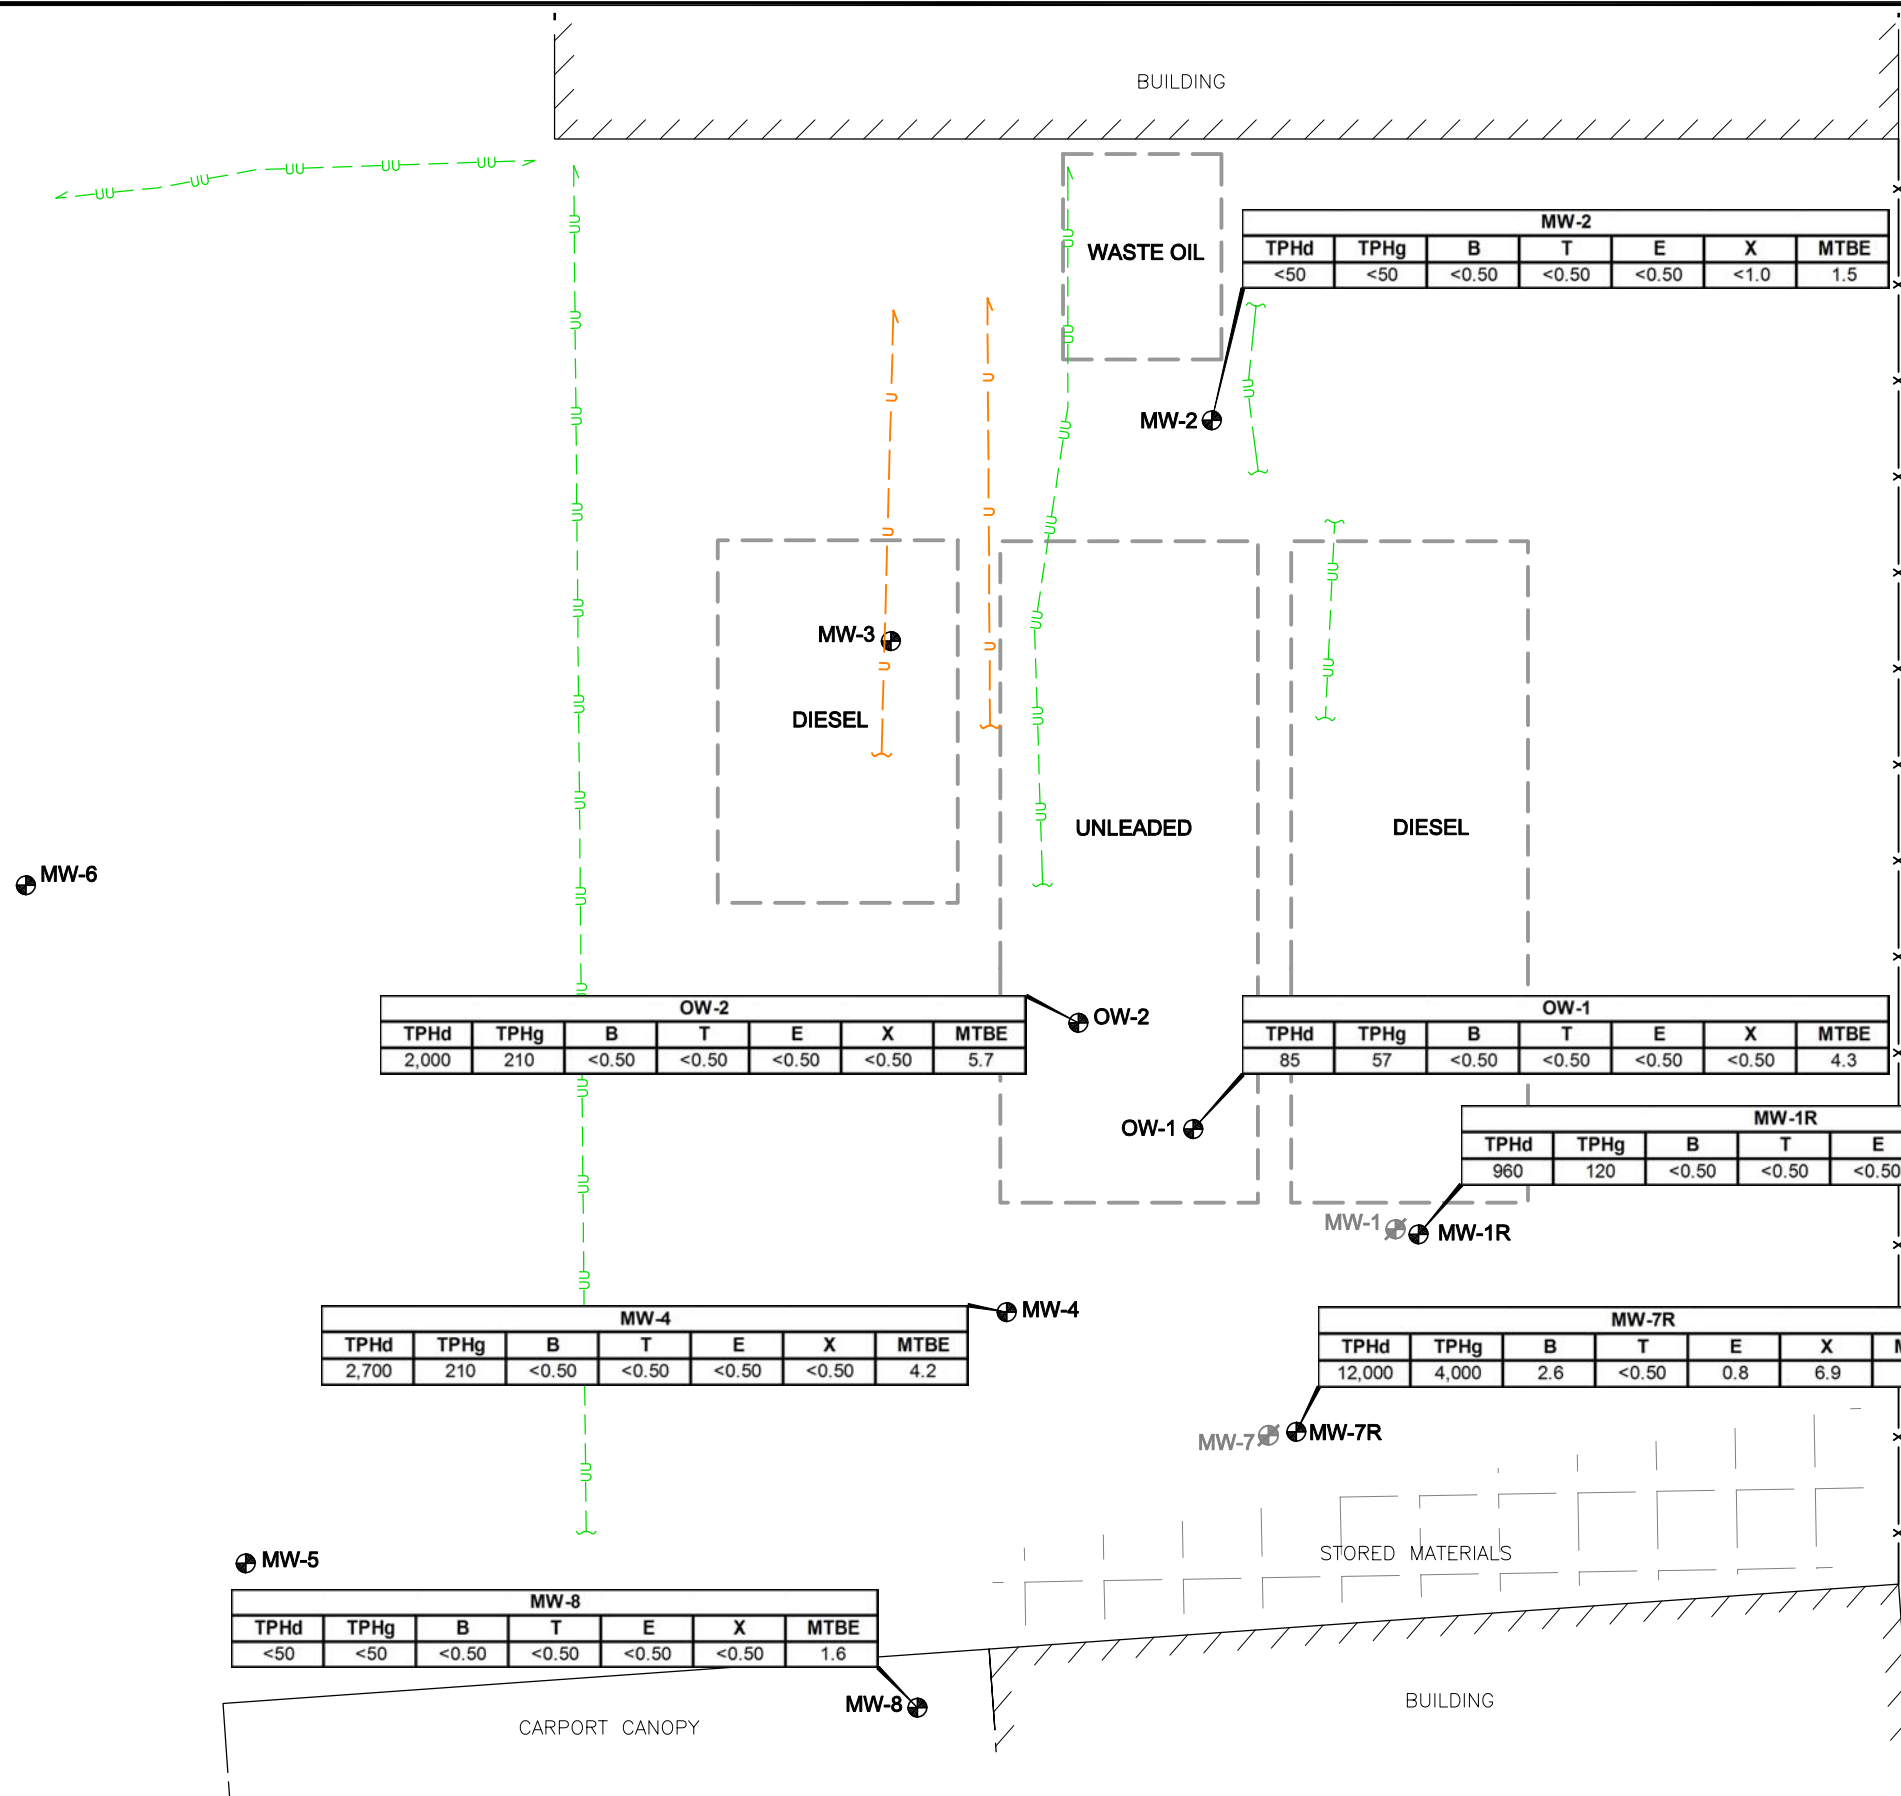 BUILDING
WASTE OIL
MW-2
TPHd TPHg B T E X MTBE
<50 <50 <0.50 <0.50 <0.50 <1.0 1.5
MW-2
MW-3
DIESEL
UNLEADED
DIESEL
MW-6
OW-2
TPHd TPHg B T E X MTBE
2,000 210 <0.50 <0.50 <0.50 <0.50 5.7
OW-2
OW-1
TPHd TPHg B T E X MTBE
85 57 <0.50 <0.50 <0.50 <0.50 4.3
OW-1
MW-1R
TPHd TPHg B T E
960 120 <0.50 <0.50 <0.50
MW-1
MW-1R
MW-4
TPHd TPHg B T E X MTBE
2,700 210 <0.50 <0.50 <0.50 <0.50 4.2
MW-4
MW-7R
TPHd TPHg B T E X
12,000 4,000 2.6 <0.50 0.8 6.9
MW-7
MW-7R
STORED MATERIALS
MW-5
MW-8
TPHd TPHg B T E X MTBE
<50 <50 <0.50 <0.50 <0.50 <0.50 1.6
MW-8
CARPORT CANOPY
BUILDING